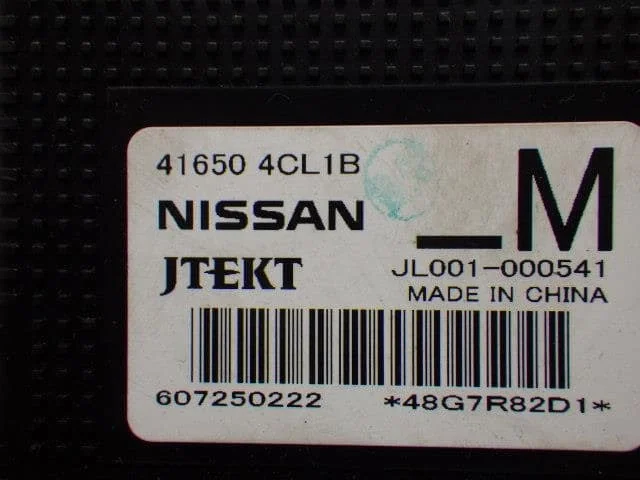 41650 4CL1B
NISSAN
_M
JTEKT
JL001-000541
MADE IN CHINA
607250222 *48G7R82D1*